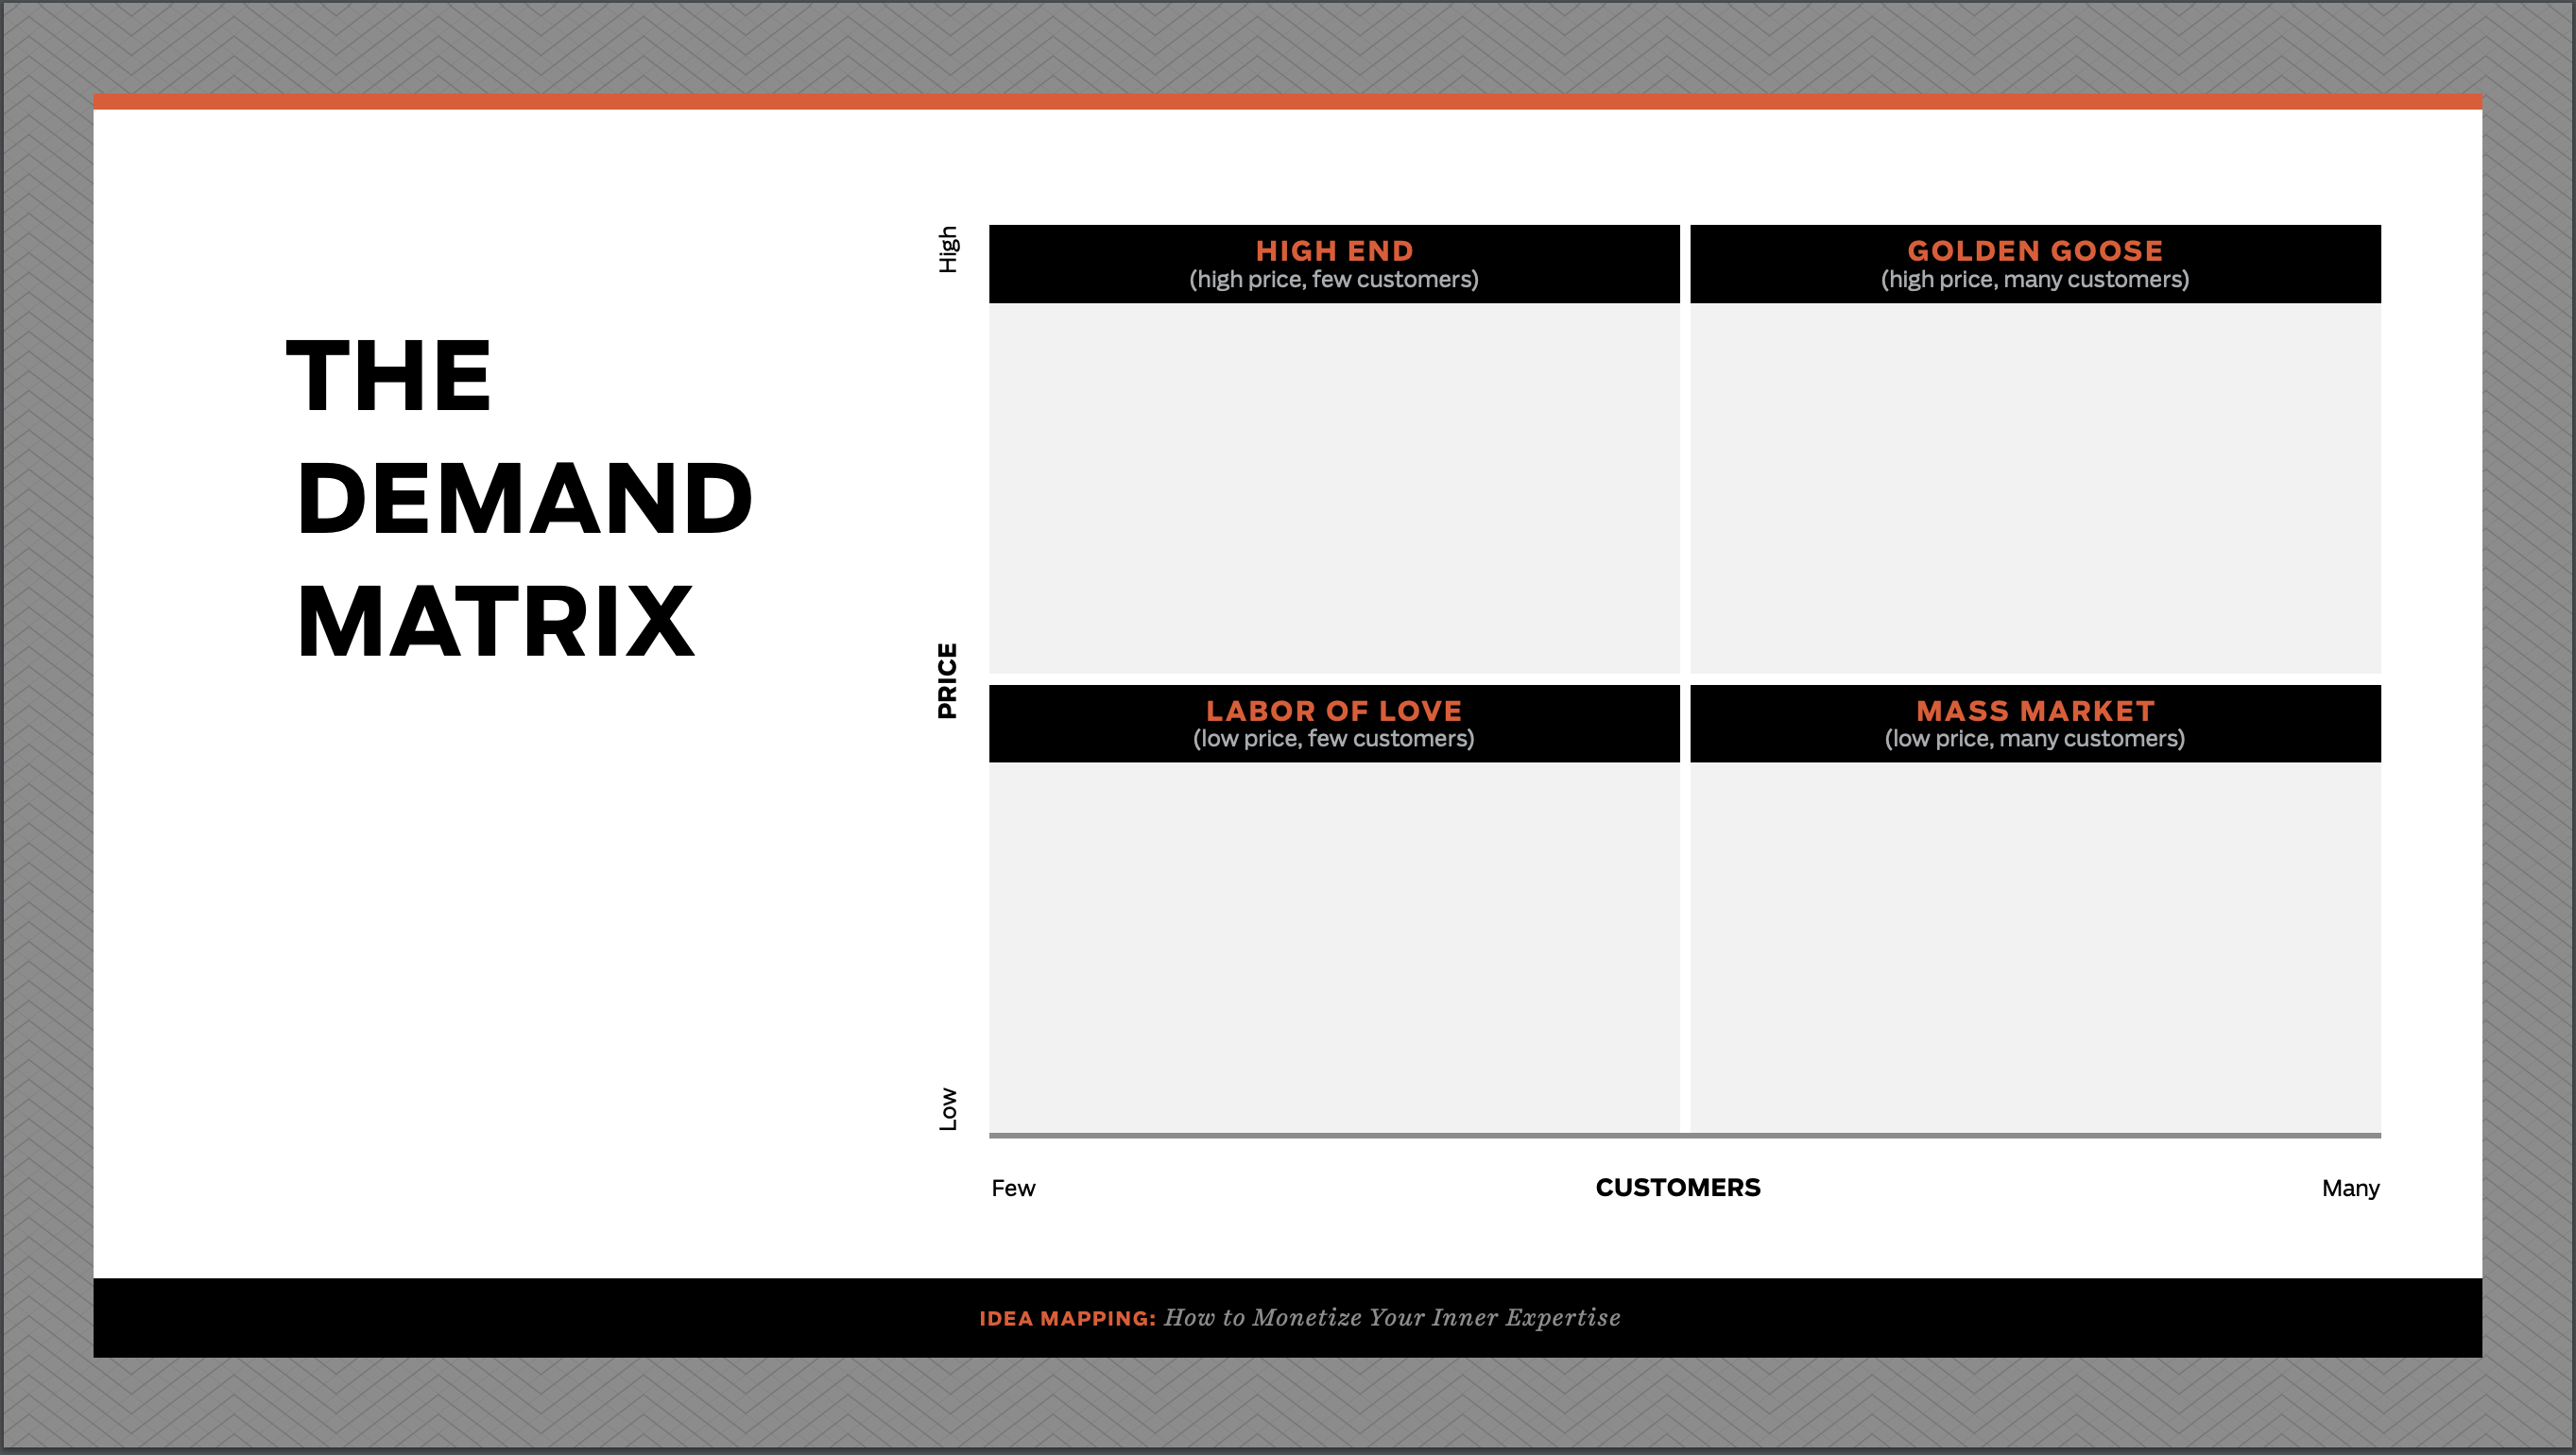 THE
DEMAND
MATRIX
High
PRICE
Low
HIGH END
(high price, few customers)
GOLDEN GOOSE
(high price, many customers)
LABOR OF LOVE
(low price, few customers)
MASS MARKET
(low price, many customers)
Few
CUSTOMERS
Many
IDEA MAPPING: How to Monetize Your Inner Expertise